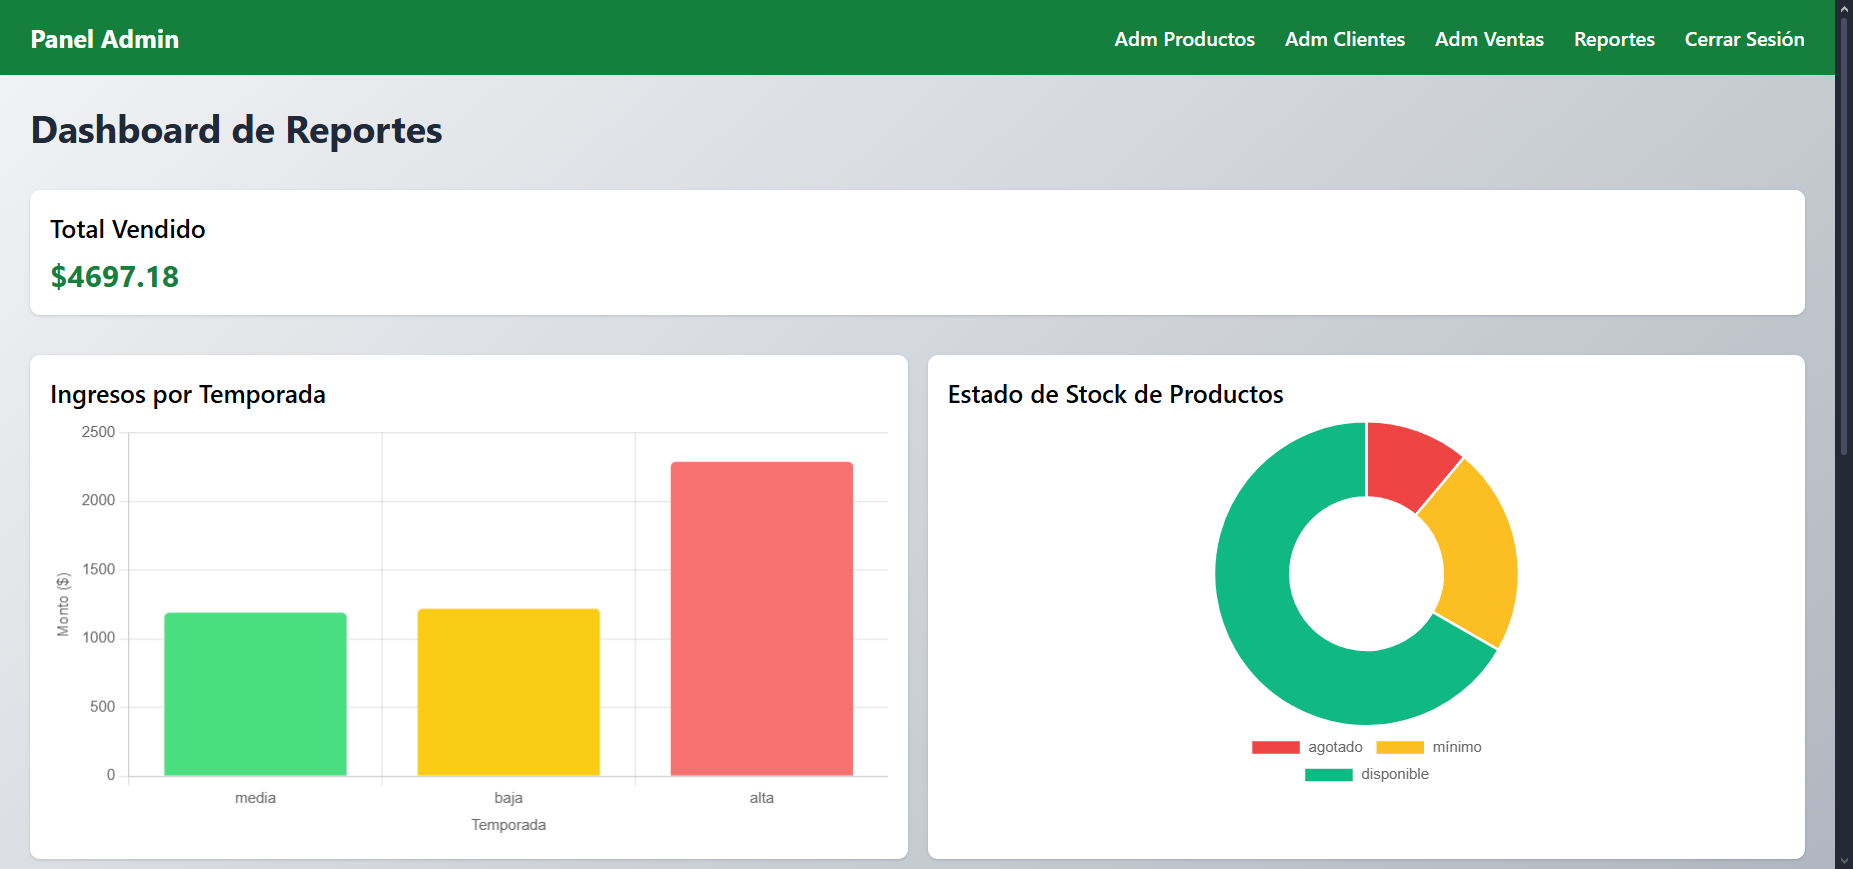 Panel Admin
Adm Productos Adm Clientes Adm Ventas Reportes Cerrar Sesión
Dashboard de Reportes
Total Vendido
$4697.18
Ingresos por Temporada
2500
2000
1500
1000
500
0
Monto ($)
media baja alta
Temporada
Estado de Stock de Productos
agotado mínimo
disponible